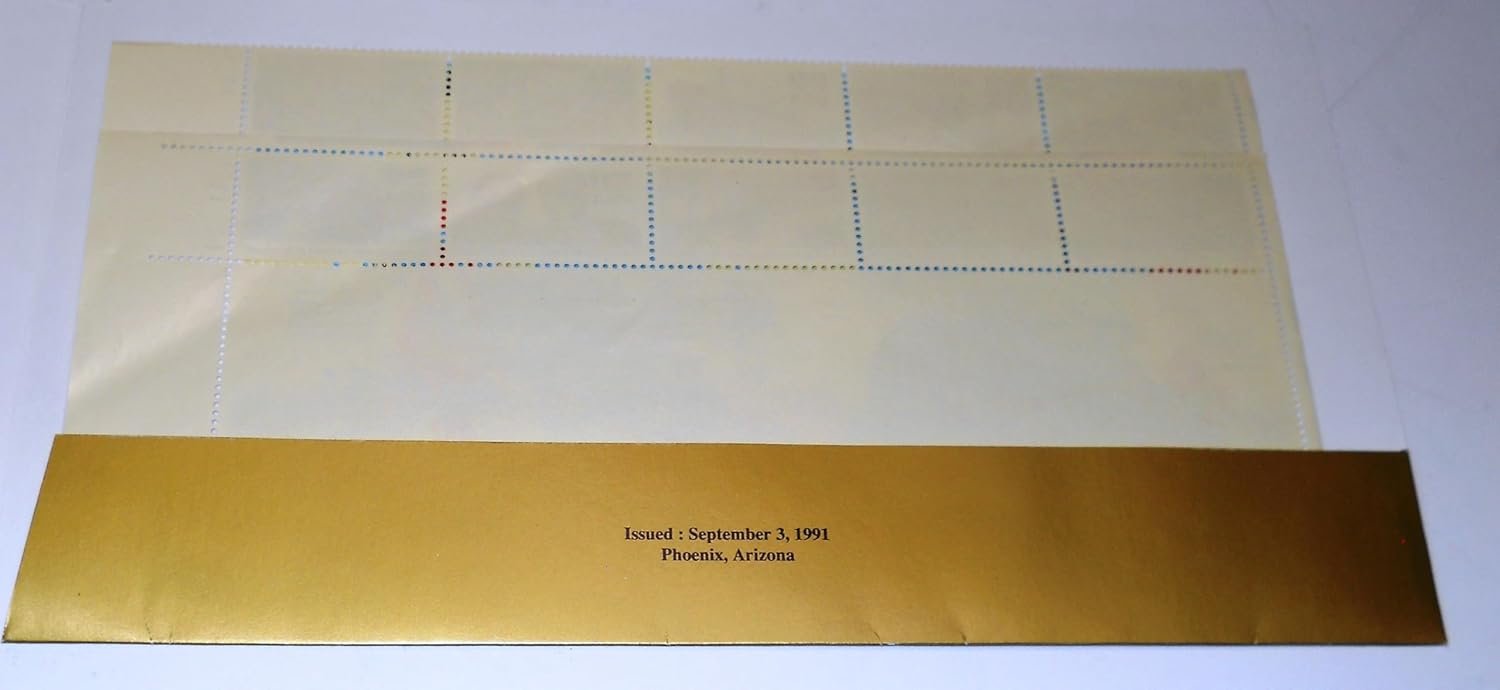 Issued : September 3, 1991
Phoenix, Arizona